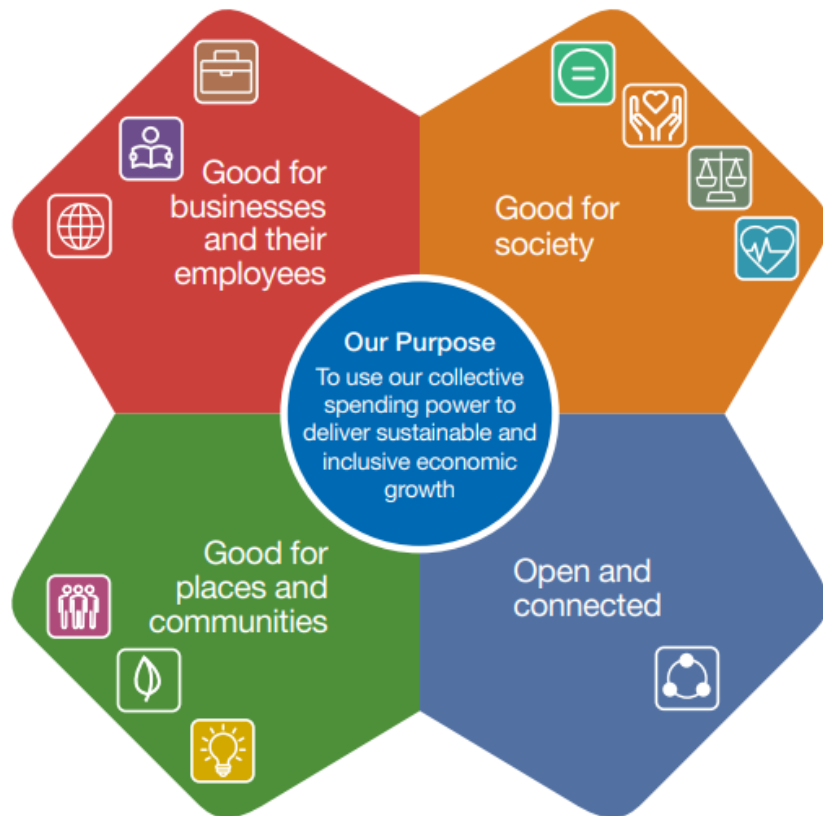 Good for
businesses
and their
employees
Good for
society
Our Purpose
To use our collective
spending power to
deliver sustainable and
inclusive economic
growth
Good for
places and
communities
Open and
connected